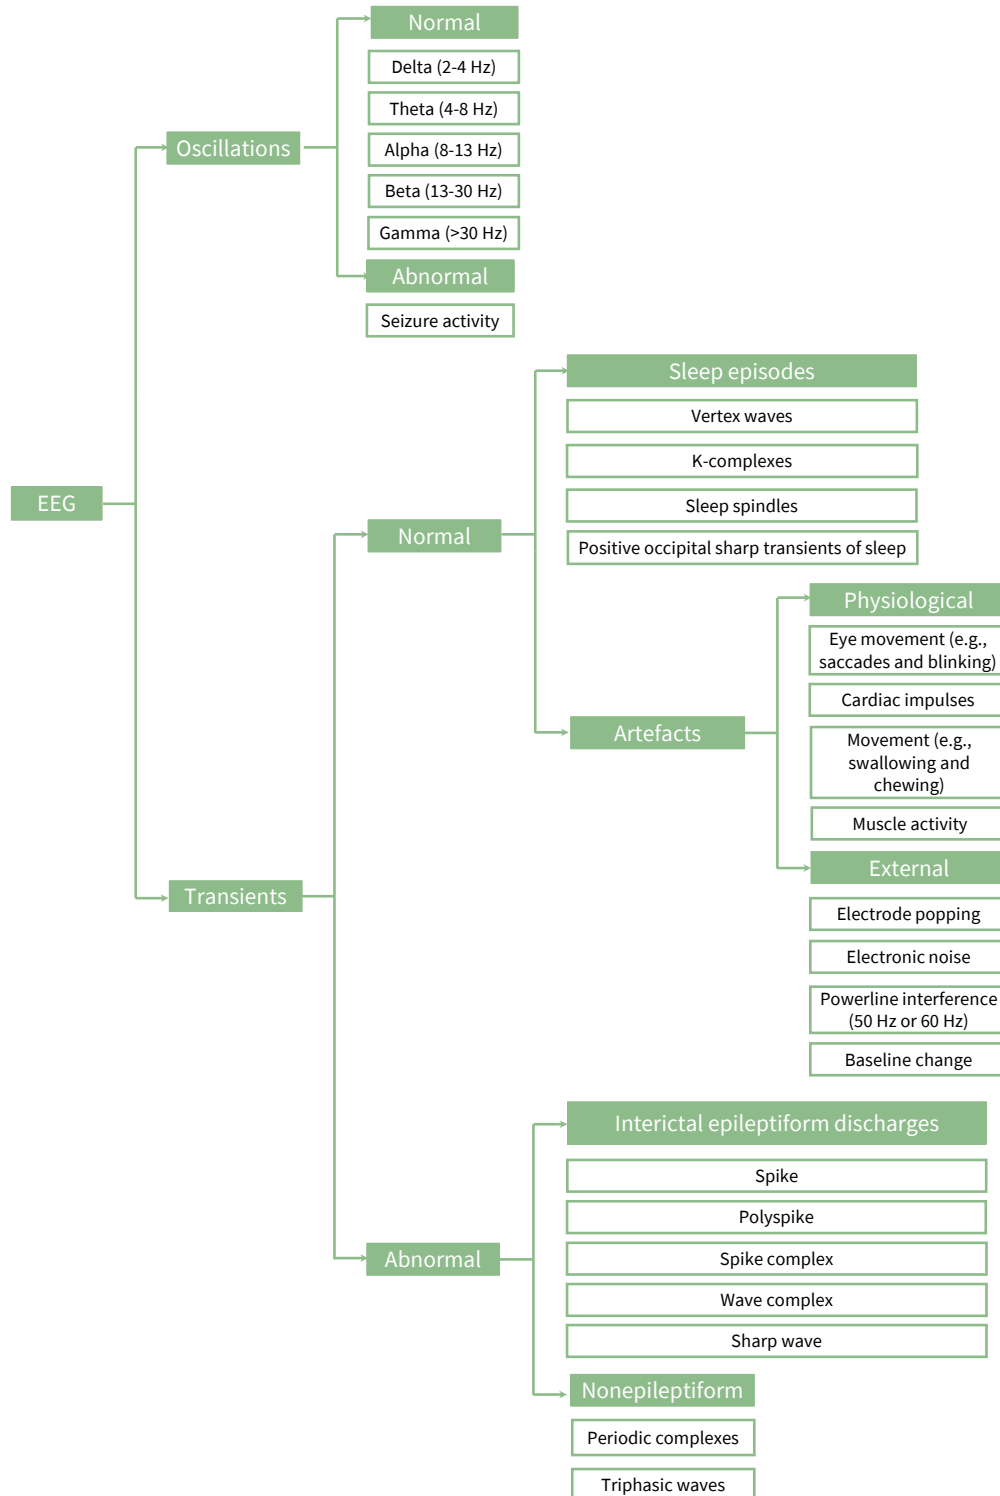 Normal
Delta (2-4 Hz)
Theta (4-8 Hz)
Oscillations
Alpha (8-13 Hz)
Beta (13-30 Hz)
Gamma (>30 Hz)
Abnormal
Seizure activity
Sleep episodes
Vertex waves
K-complexes
EEG
Sleep spindles
Normal
Positive occipital sharp transients of sleep
Physiological
Eye movement (e.g.,
saccades and blinking)
Cardiac impulses
Artefacts
Movement (e.g.,
swallowing and
chewing)
Muscle activity
External
Transients
Electrode popping
Electronic noise
Powerline interference
(50 Hz or 60 Hz)
Baseline change
Interictal epileptiform discharges
Spike
Polyspike
Abnormal
Spike complex
Wave complex
Sharp wave
Nonepileptiform
Periodic complexes
Triphasic waves